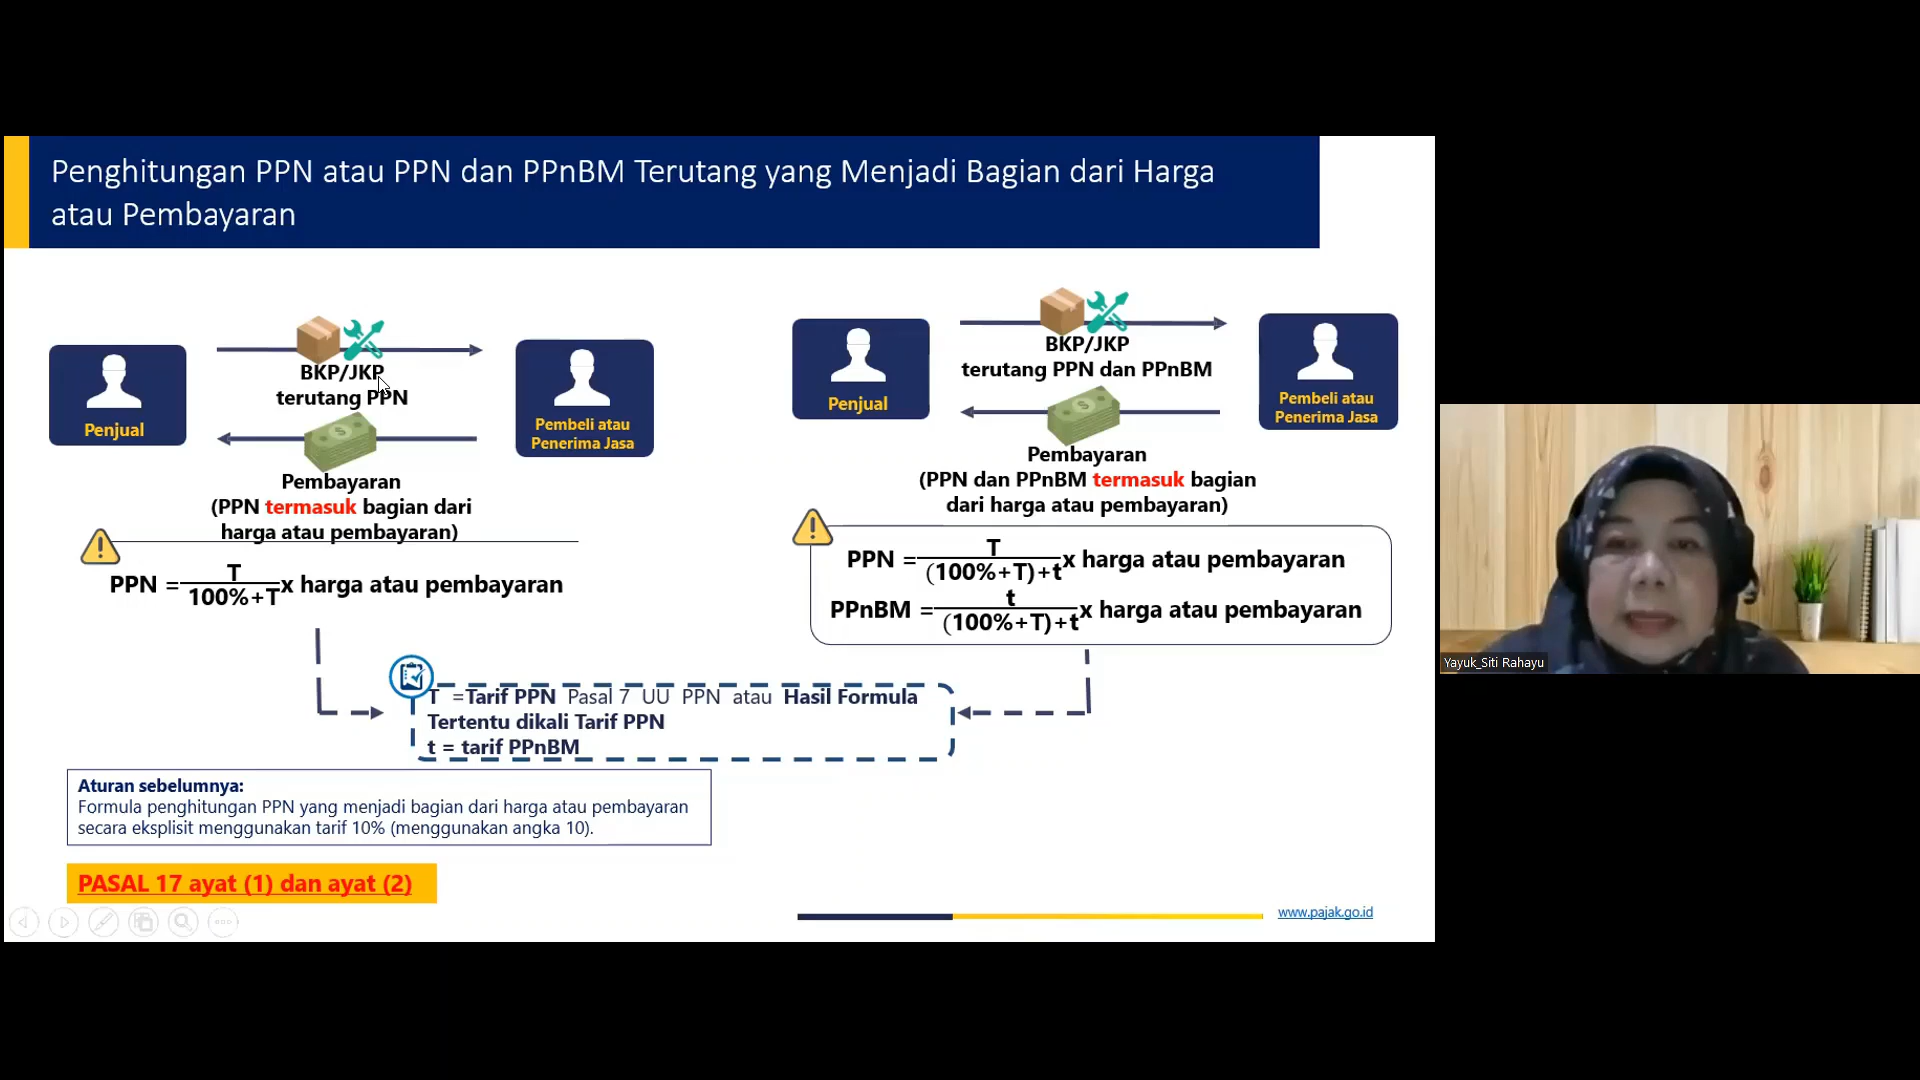 Penghitungan PPN atau PPN dan PPnBM Terutang yang Menjadi Bagian dari Harga
atau Pembayaran
Penjual
BKP/JKP
terutang PPN
Pembeli atau
Penerima Jasa
Pembayaran
(PPN termasuk bagian dari
harga atau pembayaran)
PPN = T / 100%+T x harga atau pembayaran
Penjual
BKP/JKP
terutang PPN dan PPnBM
Pembeli atau
Penerima Jasa
Pembayaran
(PPN dan PPnBM termasuk bagian
dari harga atau pembayaran)
PPN = T / (100%+T)+t x harga atau pembayaran
PPnBM = t / (100%+T)+t x harga atau pembayaran
T =Tarif PPN Pasal 7 UU PPN atau Hasil Formula
Tertentu dikali Tarif PPN
t = tarif PPnBM
Aturan sebelumnya:
Formula penghitungan PPN yang menjadi bagian dari harga atau pembayaran
secara eksplisit menggunakan tarif 10% (menggunakan angka 10).
PASAL 17 ayat (1) dan ayat (2)
www.pajak.go.id
Yayuk_Siti Rahayu